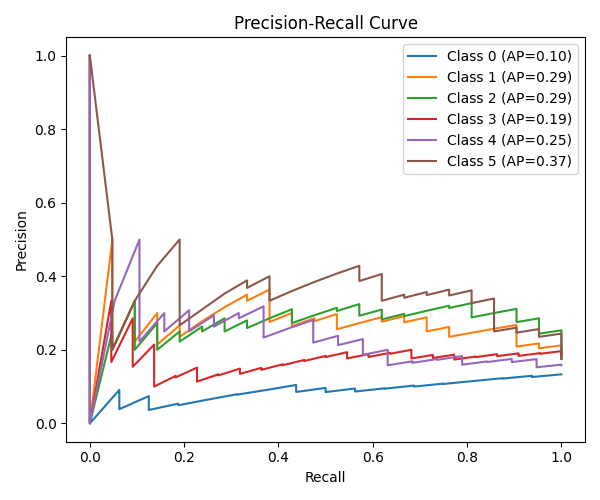 Precision-Recall Curve
Class 0 (AP=0.10)
Class 1 (AP=0.29)
Class 2 (AP=0.29)
Class 3 (AP=0.19)
Class 4 (AP=0.25)
Class 5 (AP=0.37)
Precision
1.0
0.8
0.6
0.4
0.2
0.0
0.0 0.2 0.4 0.6 0.8 1.0
Recall